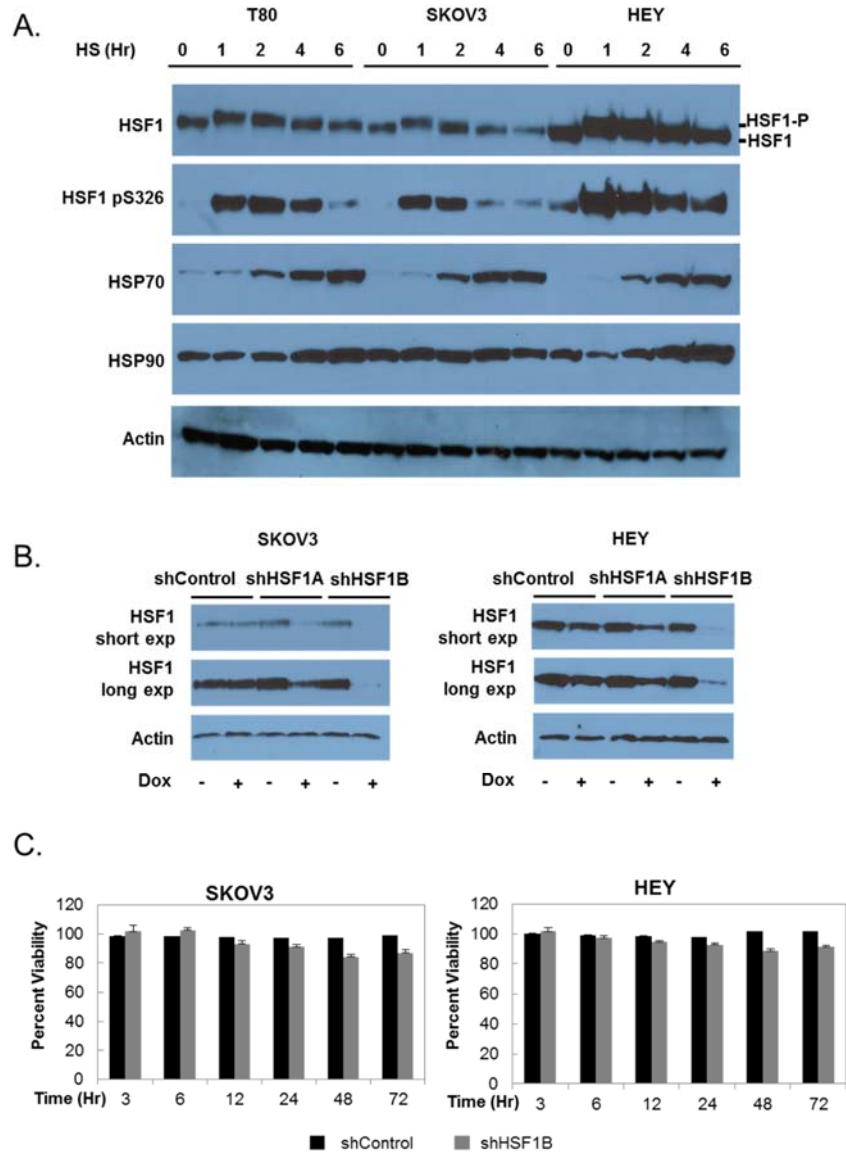 A.
T80 SKOV3 HEY
HS (Hr) 0 1 2 4 6 0 1 2 4 6 0 1 2 4 6
HSF1
HSF1-P
HSF1
HSF1 pS326
HSP70
HSP90
Actin
B.
SKOV3
shControl shHSF1A shHSF1B
HSF1
short exp
HSF1
long exp
Actin
Dox - + - + - +
HEY
shControl shHSF1A shHSF1B
HSF1
short exp
HSF1
long exp
Actin
Dox - + - + - +
C.
SKOV3
Percent Viability
120
100
80
60
40
20
0
Time (Hr) 3 6 12 24 48 72
HEY
Percent Viability
120
100
80
60
40
20
0
Time (Hr) 3 6 12 24 48 72
shControl shHSF1B